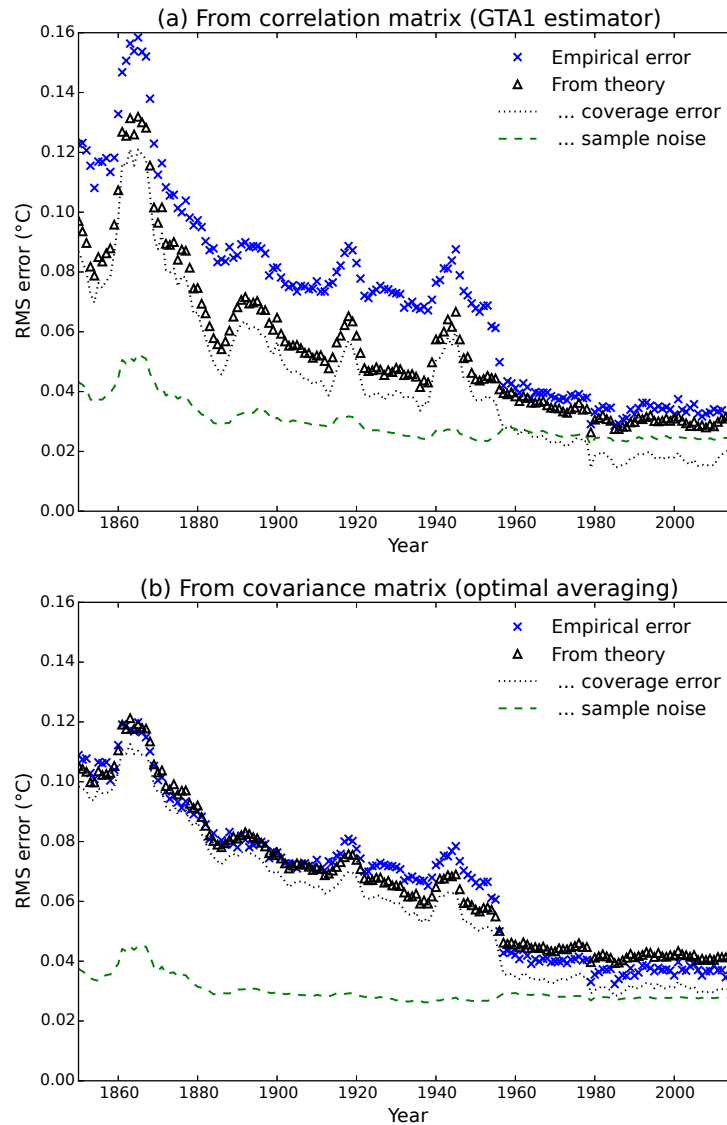 (a) From correlation matrix (GTA1 estimator)
0.16
0.14
0.12
0.10
0.08
0.06
0.04
0.02
0.00
RMS error (°C)
Empirical error
From theory
... coverage error
... sample noise
1860 1880 1900 1920 1940 1960 1980 2000
Year
(b) From covariance matrix (optimal averaging)
0.16
0.14
0.12
0.10
0.08
0.06
0.04
0.02
0.00
RMS error (°C)
Empirical error
From theory
... coverage error
... sample noise
1860 1880 1900 1920 1940 1960 1980 2000
Year